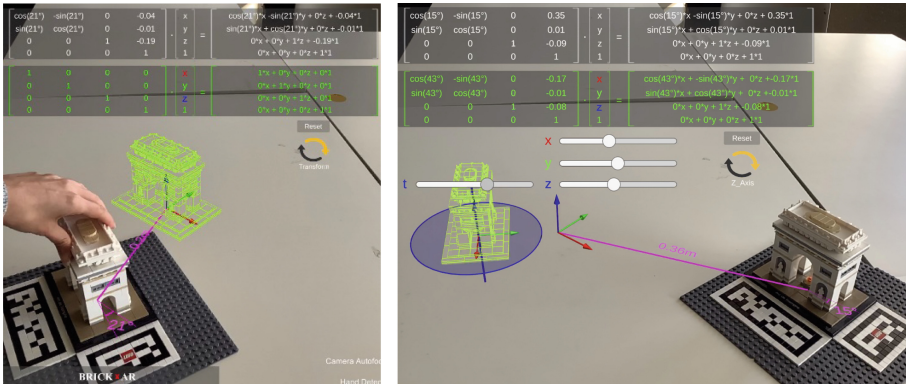 cos(21°) -sin(21°) 0 -0.04 x cos(21°)*x -sin(21°)*y + 0*z + -0.04*1
sin(21°) cos(21°) 0 -0.01 y sin(21°)*x + cos(21°)*y + 0*z + -0.01*1
0 0 1 -0.19 z 0*x + 0*y + 1*z + -0.19*1
0 0 0 1 1 0*x + 0*y + 0*z + 1*1
· =
1 0 0 0 x 1*x + 0*y + 0*z + 0*1
0 1 0 0 y 0*x + 1*y + 0*z + 0*1
0 0 1 0 z 0*x + 0*y + 1*z + 0*1
0 0 0 1 1 0*x + 0*y + 0*z + 1*1
· =
Reset
Transform
21°
LEGO
Camera Autofoc
BRICK AR
Hand Detec
cos(15°) -sin(15°) 0 0.35 x cos(15°)*x -sin(15°)*y + 0*z + 0.35*1
sin(15°) cos(15°) 0 0.01 y sin(15°)*x + cos(15°)*y + 0*z + 0.01*1
0 0 1 -0.09 z 0*x + 0*y + 1*z + -0.09*1
0 0 0 1 1 0*x + 0*y + 0*z + 1*1
· =
cos(43°) -sin(43°) 0 -0.17 x cos(43°)*x + -sin(43°)*y + 0*z + -0.17*1
sin(43°) cos(43°) 0 -0.01 y sin(43°)*x + cos(43°)*y + 0*z + -0.01*1
0 0 1 -0.08 z 0*x + 0*y + 1*z + -0.08*1
0 0 0 1 1 0*x + 0*y + 0*z + 1*1
· =
x
Reset
y
Z_Axis
t
z
0.36m
15°